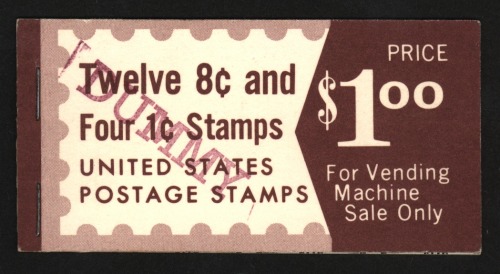 Twelve 8¢ and
Four 1¢ Stamps
UNITED STATES
POSTAGE STAMPS
DUMMY
PRICE
$1.00
For Vending
Machine
Sale Only